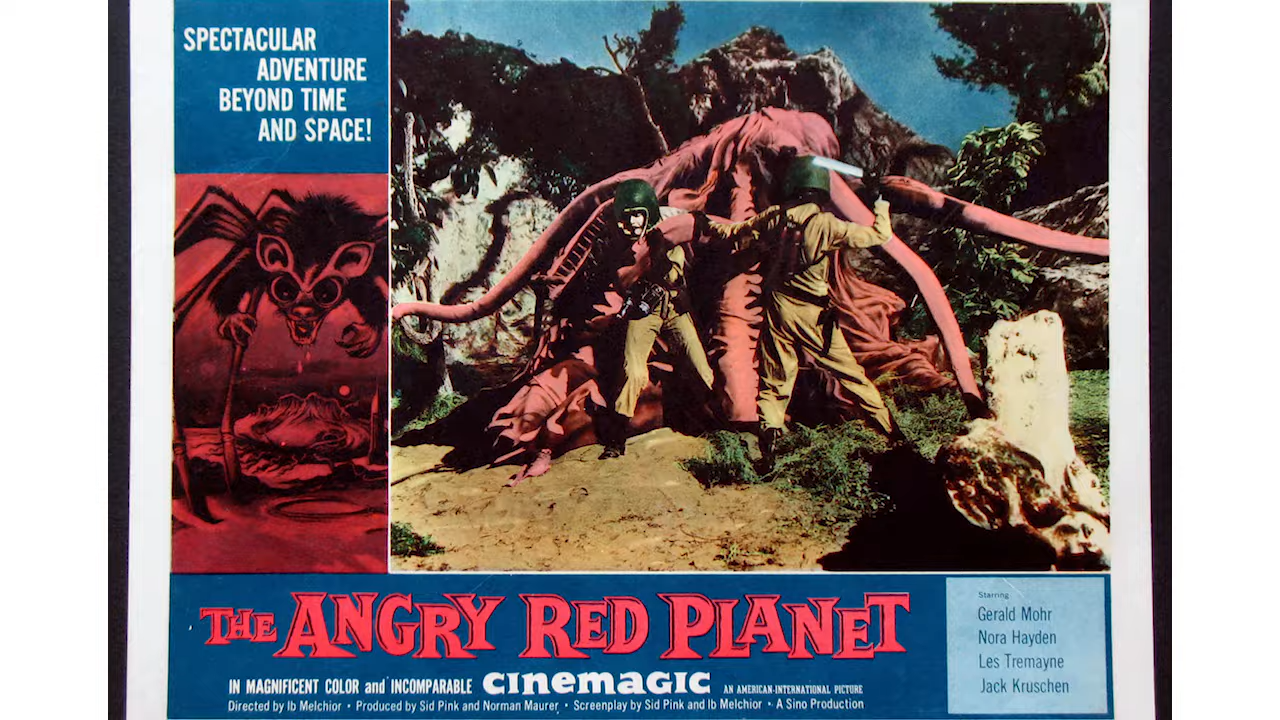 SPECTACULAR
ADVENTURE
BEYOND TIME
AND SPACE!
THE ANGRY RED PLANET
IN MAGNIFICENT COLOR and INCOMPARABLE CINEMAGIC AN AMERICAN-INTERNATIONAL PICTURE
Directed by Ib Melchior • Produced by Sid Pink and Norman Maurer • Screenplay by Sid Pink and Ib Melchior • A Sino Production
Starring
Gerald Mohr
Nora Hayden
Les Tremayne
Jack Kruschen